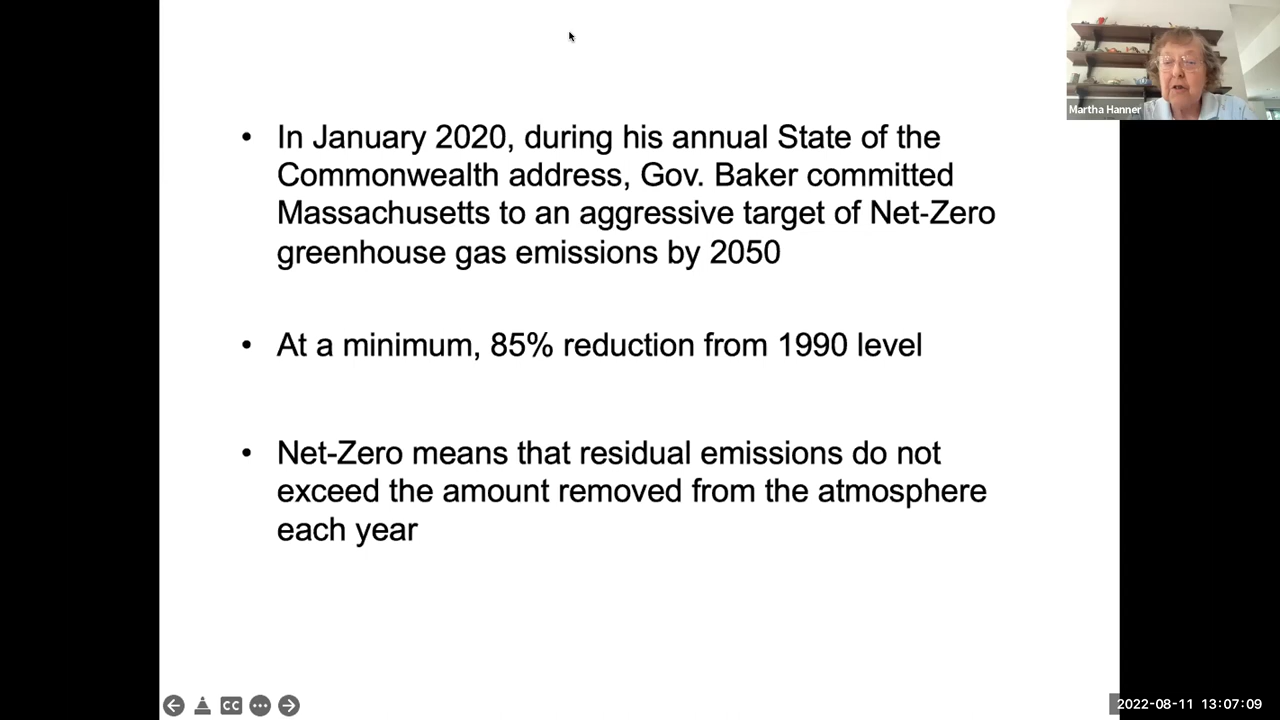 Martha Hanner
• In January 2020, during his annual State of the
Commonwealth address, Gov. Baker committed
Massachusetts to an aggressive target of Net-Zero
greenhouse gas emissions by 2050
• At a minimum, 85% reduction from 1990 level
• Net-Zero means that residual emissions do not
exceed the amount removed from the atmosphere
each year
CC
2022-08-11 13:07:09